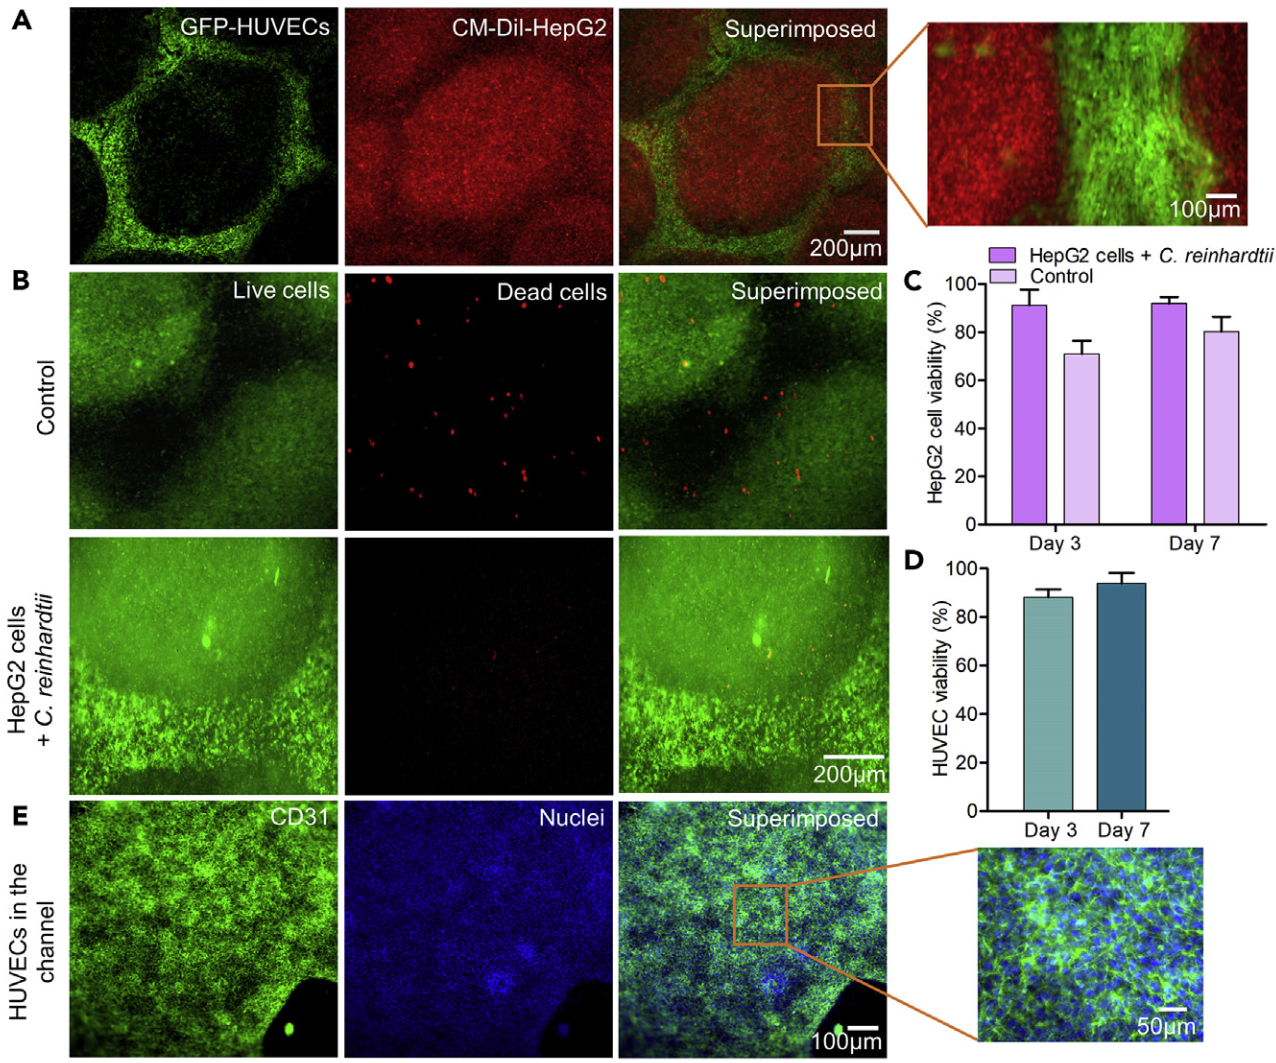 A
GFP-HUVECs
CM-Dil-HepG2
Superimposed
200μm
100μm
B
Control
Live cells
Dead cells
Superimposed
HepG2 cells
+ C. reinhardtii
200μm
C
HepG2 cells + C. reinhardtii
Control
HepG2 cell viability (%)
100
80
60
40
20
0
Day 3
Day 7
D
HUVEC viability (%)
100
80
60
40
20
0
Day 3
Day 7
E
HUVECs in the
channel
CD31
Nuclei
Superimposed
100μm
50μm